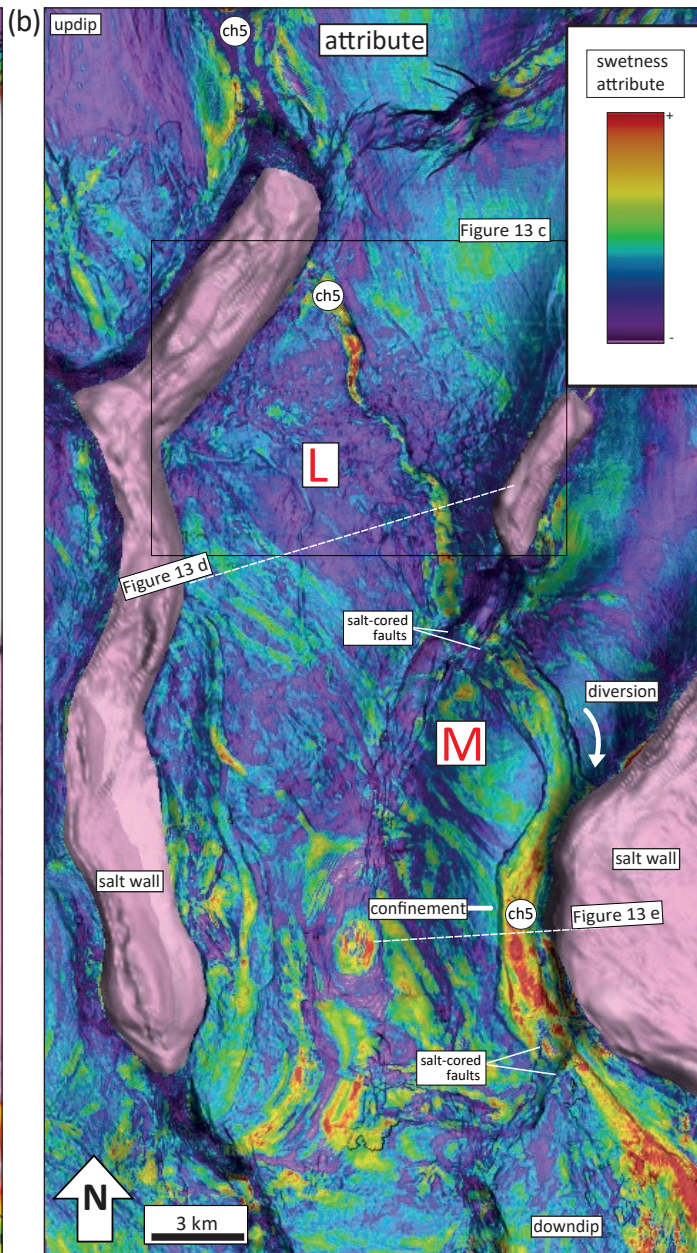 (b)
updip
ch5
attribute
swetness
attribute
+
-
Figure 13 c
ch5
L
Figure 13 d
salt-cored
faults
diversion
M
salt wall
salt wall
confinement
ch5
Figure 13 e
salt-cored
faults
N
3 km
downdip